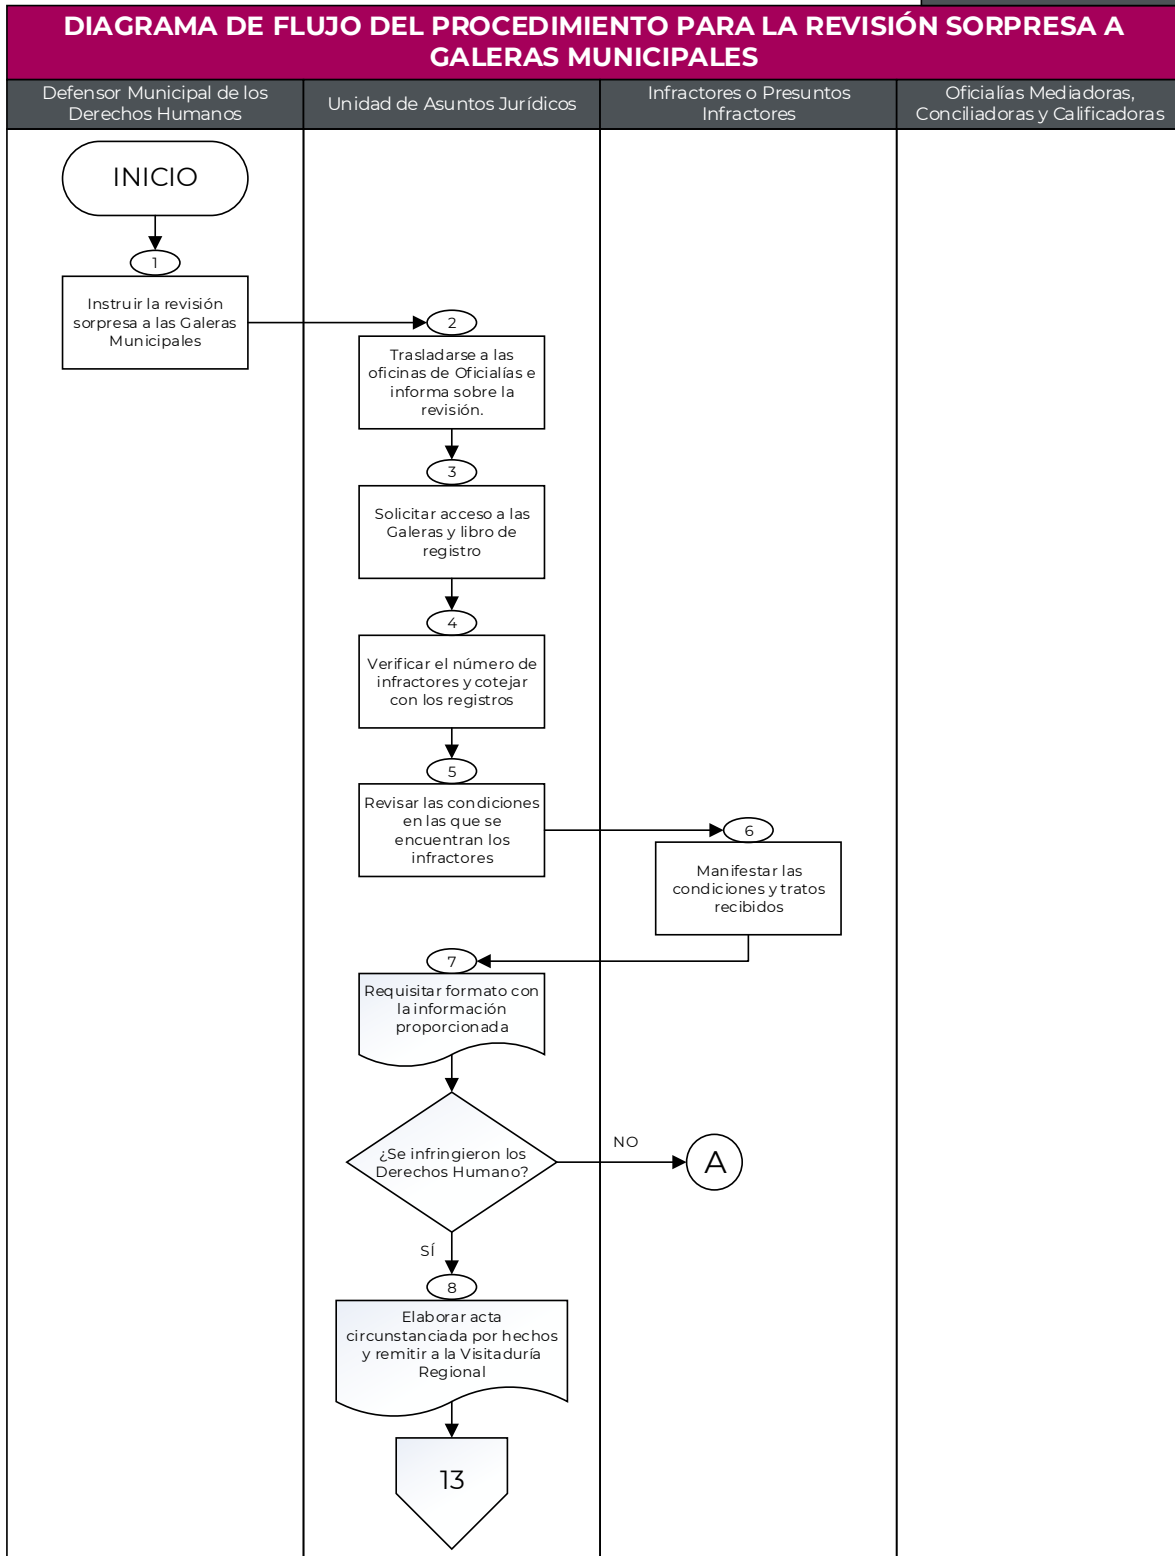 DIAGRAMA DE FLUJO DEL PROCEDIMIENTO PARA LA REVISIÓN SORPRESA A
GALERAS MUNICIPALES
Defensor Municipal de los
Derechos Humanos
Unidad de Asuntos Jurídicos
Infractores o Presuntos
Infractores
Oficialías Mediadoras,
Conciliadoras y Calificadoras
INICIO
1
Instruir la revisión
sorpresa a las Galeras
Municipales
2
Trasladarse a las
oficinas de Oficialías e
informa sobre la
revisión.
3
Solicitar acceso a las
Galeras y libro de
registro
4
Verificar el número de
infractores y cotejar
con los registros
5
Revisar las condiciones
en las que se
encuentran los
infractores
6
Manifestar las
condiciones y tratos
recibidos
7
Requisitar formato con
la información
proporcionada
¿Se infringieron los
Derechos Humano?
NO
A
SÍ
8
Elaborar acta
circunstanciada por hechos
y remitir a la Visitaduría
Regional
13